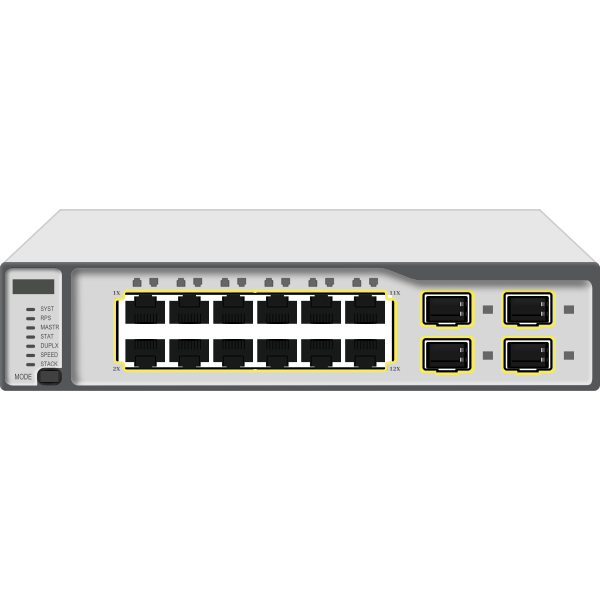 1X
11X
SYST
RPS
MASTR
STAT
DUPLX
SPEED
STACK
MODE
2X
12X